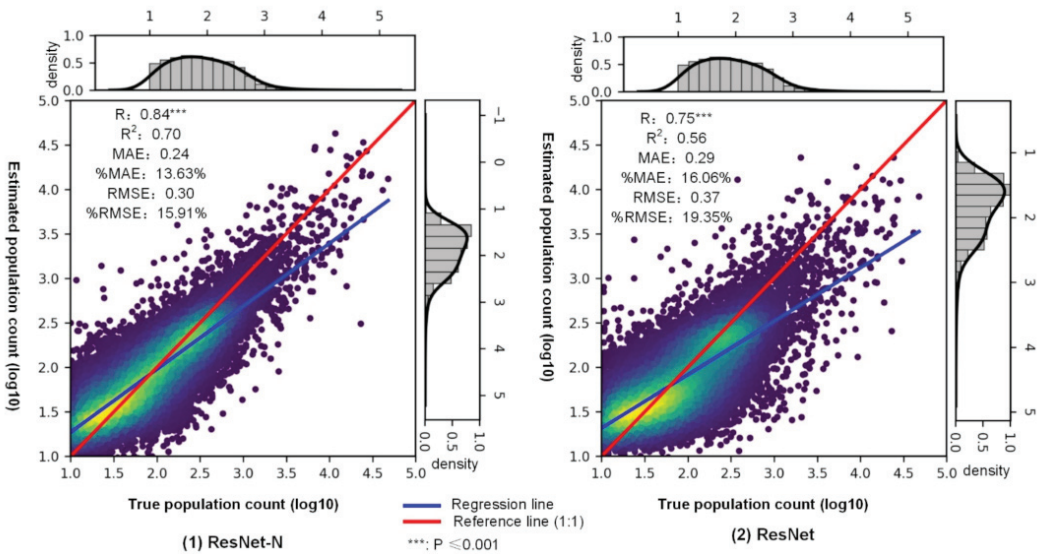 1 2 3 4 5
1.0
0.5
0.0
density
5.0
4.5
4.0
3.5
3.0
2.5
2.0
1.5
1.0
Estimated population count (log10)
R：0.84***
R²：0.70
MAE：0.24
%MAE：13.63%
RMSE：0.30
%RMSE：15.91%
1.0 1.5 2.0 2.5 3.0 3.5 4.0 4.5 5.0
True population count (log10)
−1
0
1
2
3
4
5
0.0 0.5 1.0
density
(1) ResNet-N
1 2 3 4 5
1.0
0.5
0.0
density
5.0
4.5
4.0
3.5
3.0
2.5
2.0
1.5
1.0
Estimated population count (log10)
R：0.75***
R²：0.56
MAE：0.29
%MAE：16.06%
RMSE：0.37
%RMSE：19.35%
1.0 1.5 2.0 2.5 3.0 3.5 4.0 4.5 5.0
True population count (log10)
1
2
3
4
5
0.0 0.5 1.0
density
(2) ResNet
Regression line
Reference line (1:1)
***: P ≤0.001